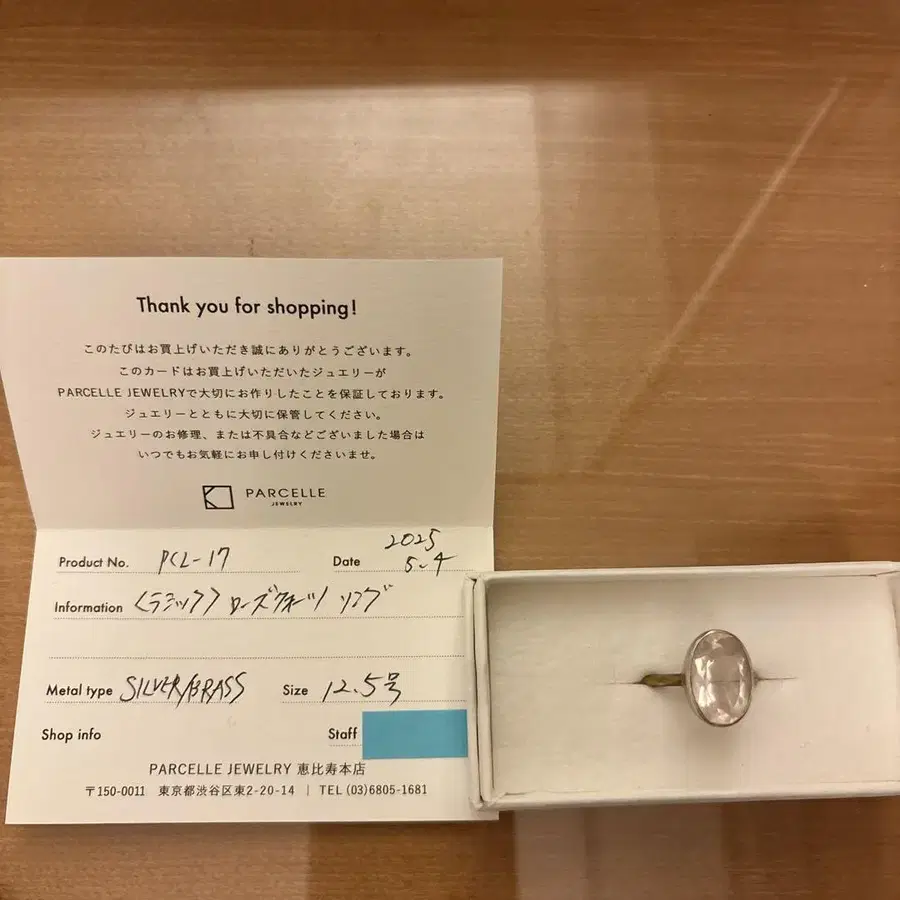 Thank you for shopping!
このたびはお買上げいただき誠にありがとうございます。
このカードはお買上げいただいたジュエリーが
PARCELLE JEWELRYで大切にお作りしたことを保証しております。
ジュエリーとともに大切に保管してください。
ジュエリーのお修理、または不具合などございました場合は
いつでもお気軽にお申し付けくださいませ。
PARCELLE
JEWELRY
Product No. PCL-17 Date 2025 5.4
Information ローズクォーツ リング
Metal type SILVER/BRASS Size 12.5号
Shop info Staff
PARCELLE JEWELRY 恵比寿本店
〒150-0011 東京都渋谷区東2-20-14 | TEL (03)6805-1681